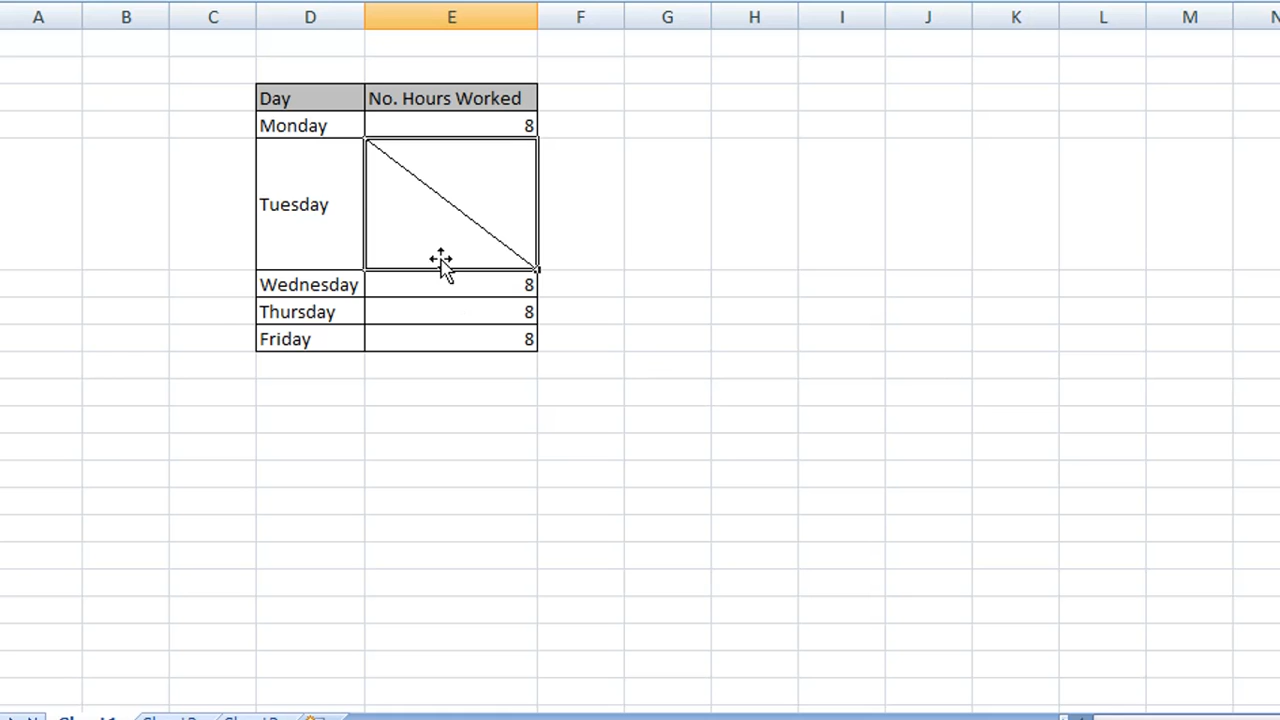 A B C D E F G H I J K L M N
Day No. Hours Worked
Monday 8
Tuesday
Wednesday 8
Thursday 8
Friday 8